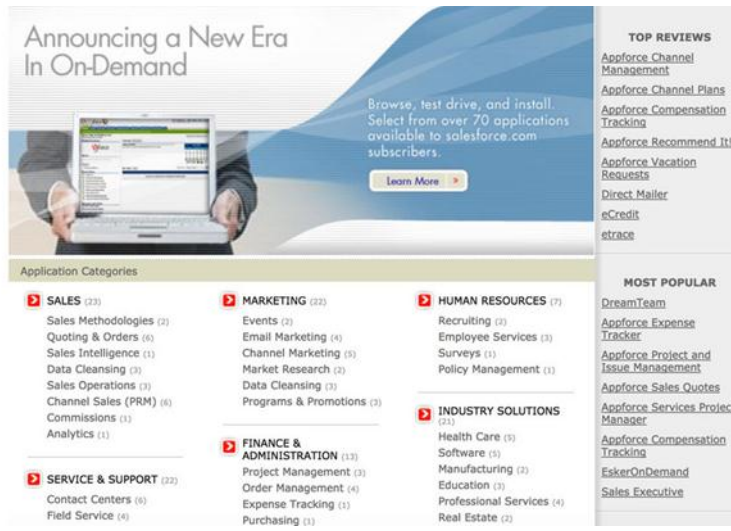 Announcing a New Era
In On-Demand
Browse, test drive, and install.
Select from over 70 applications
available to salesforce.com
subscribers.
Learn More
Application Categories
SALES (23)
Sales Methodologies (2)
Quoting & Orders (6)
Sales Intelligence (1)
Data Cleansing (3)
Sales Operations (3)
Channel Sales (PRM) (6)
Commissions (1)
Analytics (1)
SERVICE & SUPPORT (22)
Contact Centers (6)
Field Service (4)
MARKETING (22)
Events (2)
Email Marketing (4)
Channel Marketing (5)
Market Research (2)
Data Cleansing (3)
Programs & Promotions (3)
FINANCE &
ADMINISTRATION (13)
Project Management (3)
Order Management (4)
Expense Tracking (1)
Purchasing (1)
HUMAN RESOURCES (7)
Recruiting (2)
Employee Services (3)
Surveys (1)
Policy Management (1)
INDUSTRY SOLUTIONS
(21)
Health Care (5)
Software (5)
Manufacturing (2)
Education (3)
Professional Services (4)
Real Estate (2)
TOP REVIEWS
Appforce Channel
Management
Appforce Channel Plans
Appforce Compensation
Tracking
Appforce Recommend It!
Appforce Vacation
Requests
Direct Mailer
eCredit
etrace
MOST POPULAR
DreamTeam
Appforce Expense
Tracker
Appforce Project and
Issue Management
Appforce Sales Quotes
Appforce Services Projec
Manager
Appforce Compensation
Tracking
EskerOnDemand
Sales Executive